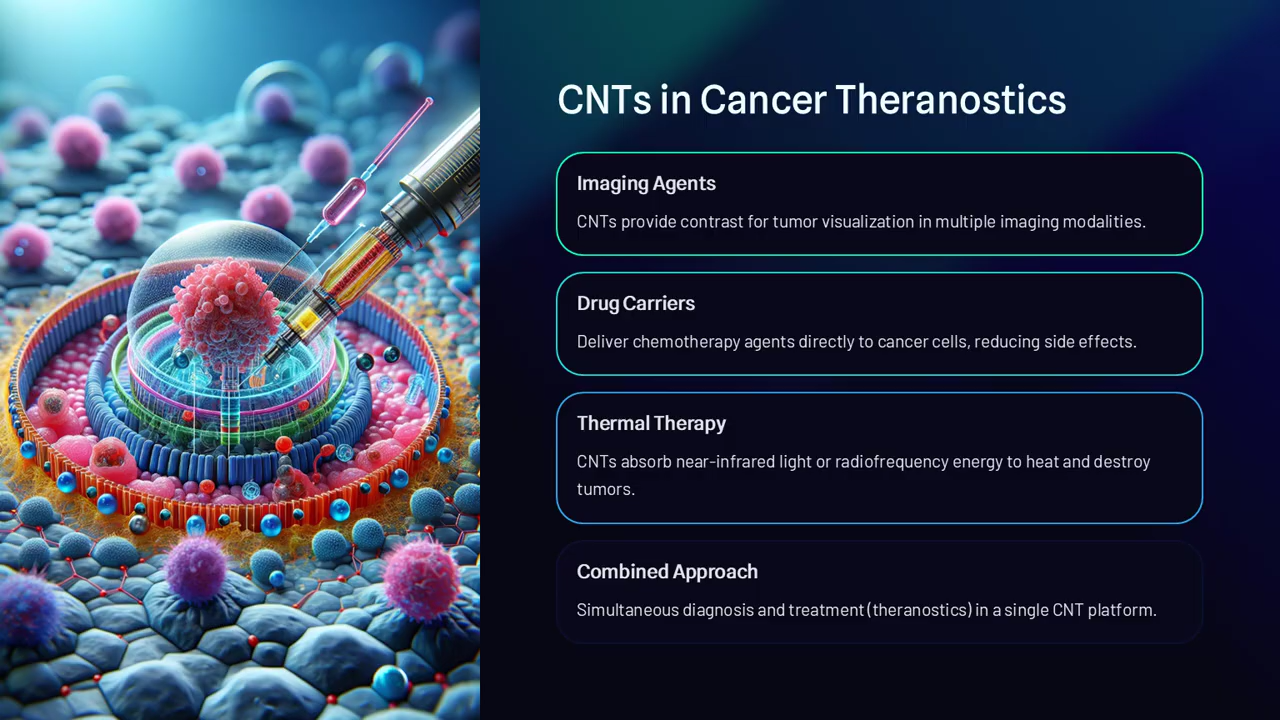 CNTs in Cancer Theranostics
Imaging Agents
CNTs provide contrast for tumor visualization in multiple imaging modalities.
Drug Carriers
Deliver chemotherapy agents directly to cancer cells, reducing side effects.
Thermal Therapy
CNTs absorb near-infrared light or radiofrequency energy to heat and destroy
tumors.
Combined Approach
Simultaneous diagnosis and treatment (theranostics) in a single CNT platform.